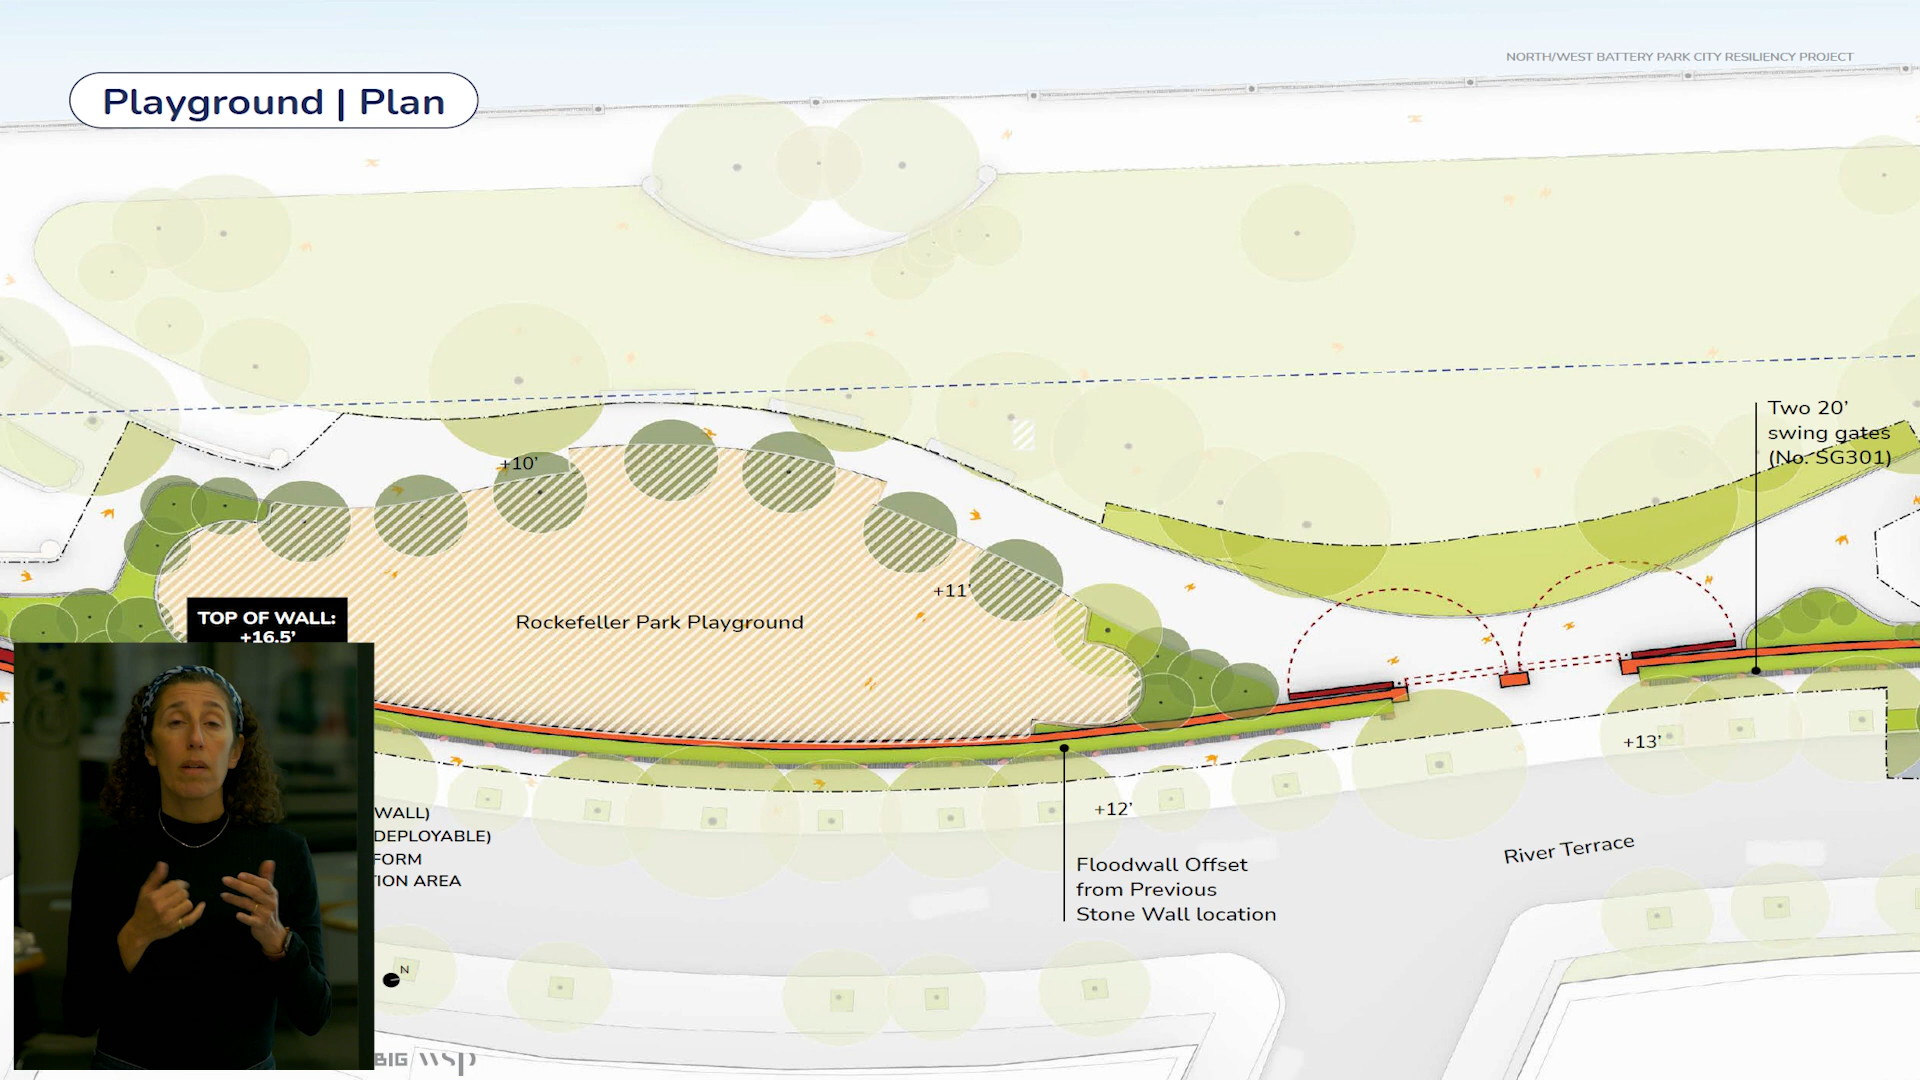 NORTH/WEST BATTERY PARK CITY RESILIENCY PROJECT
Playground | Plan
Two 20'
swing gates
(No. SG301)
+10'
+11'
Rockefeller Park Playground
TOP OF WALL:
+16.5'
+13'
+12'
WALL)
DEPLOYABLE)
FORM
ION AREA
River Terrace
Floodwall Offset
from Previous
Stone Wall location
N
BIG wsp